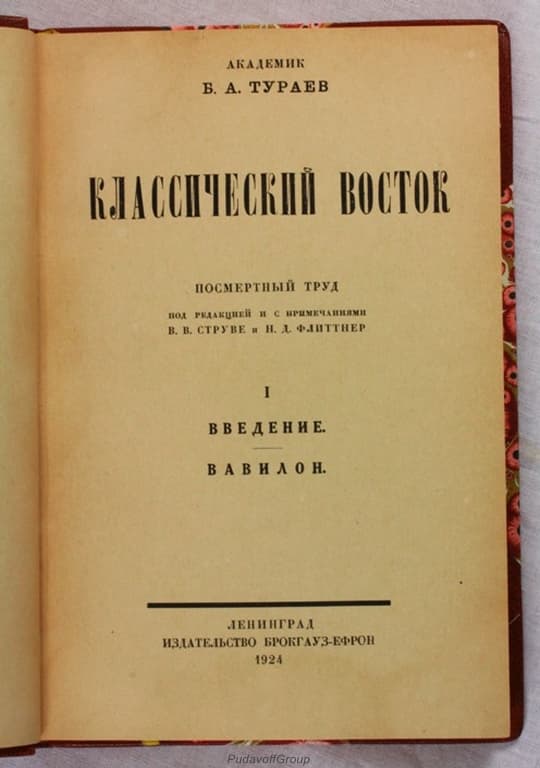 АКАДЕМИК
Б. А. ТУРАЕВ
КЛАССИЧЕСКИЙ ВОСТОК
ПОСМЕРТНЫЙ ТРУД
ПОД РЕДАКЦИЕЙ И С ПРИМЕЧАНИЯМИ
В. В. СТРУВЕ и Н. Д. ФЛИТТНЕР
I
ВВЕДЕНИЕ.
ВАВИЛОН.
ЛЕНИНГРАД
ИЗДАТЕЛЬСТВО БРОКГАУЗ-ЕФРОН
1924
PudavoffGroup